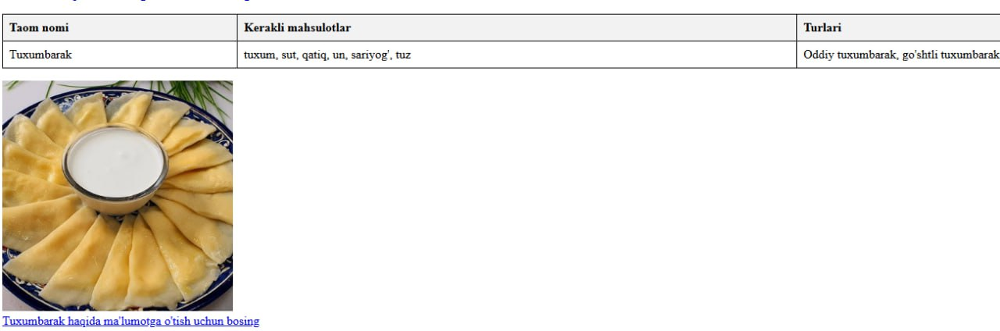 Taom nomi Kerakli mahsulotlar Turlari
Tuxumbarak tuxum, sut, qatiq, un, sariyog', tuz Oddiy tuxumbarak, go'shtli tuxumbarak
Tuxumbarak haqida ma'lumotga o'tish uchun bosing